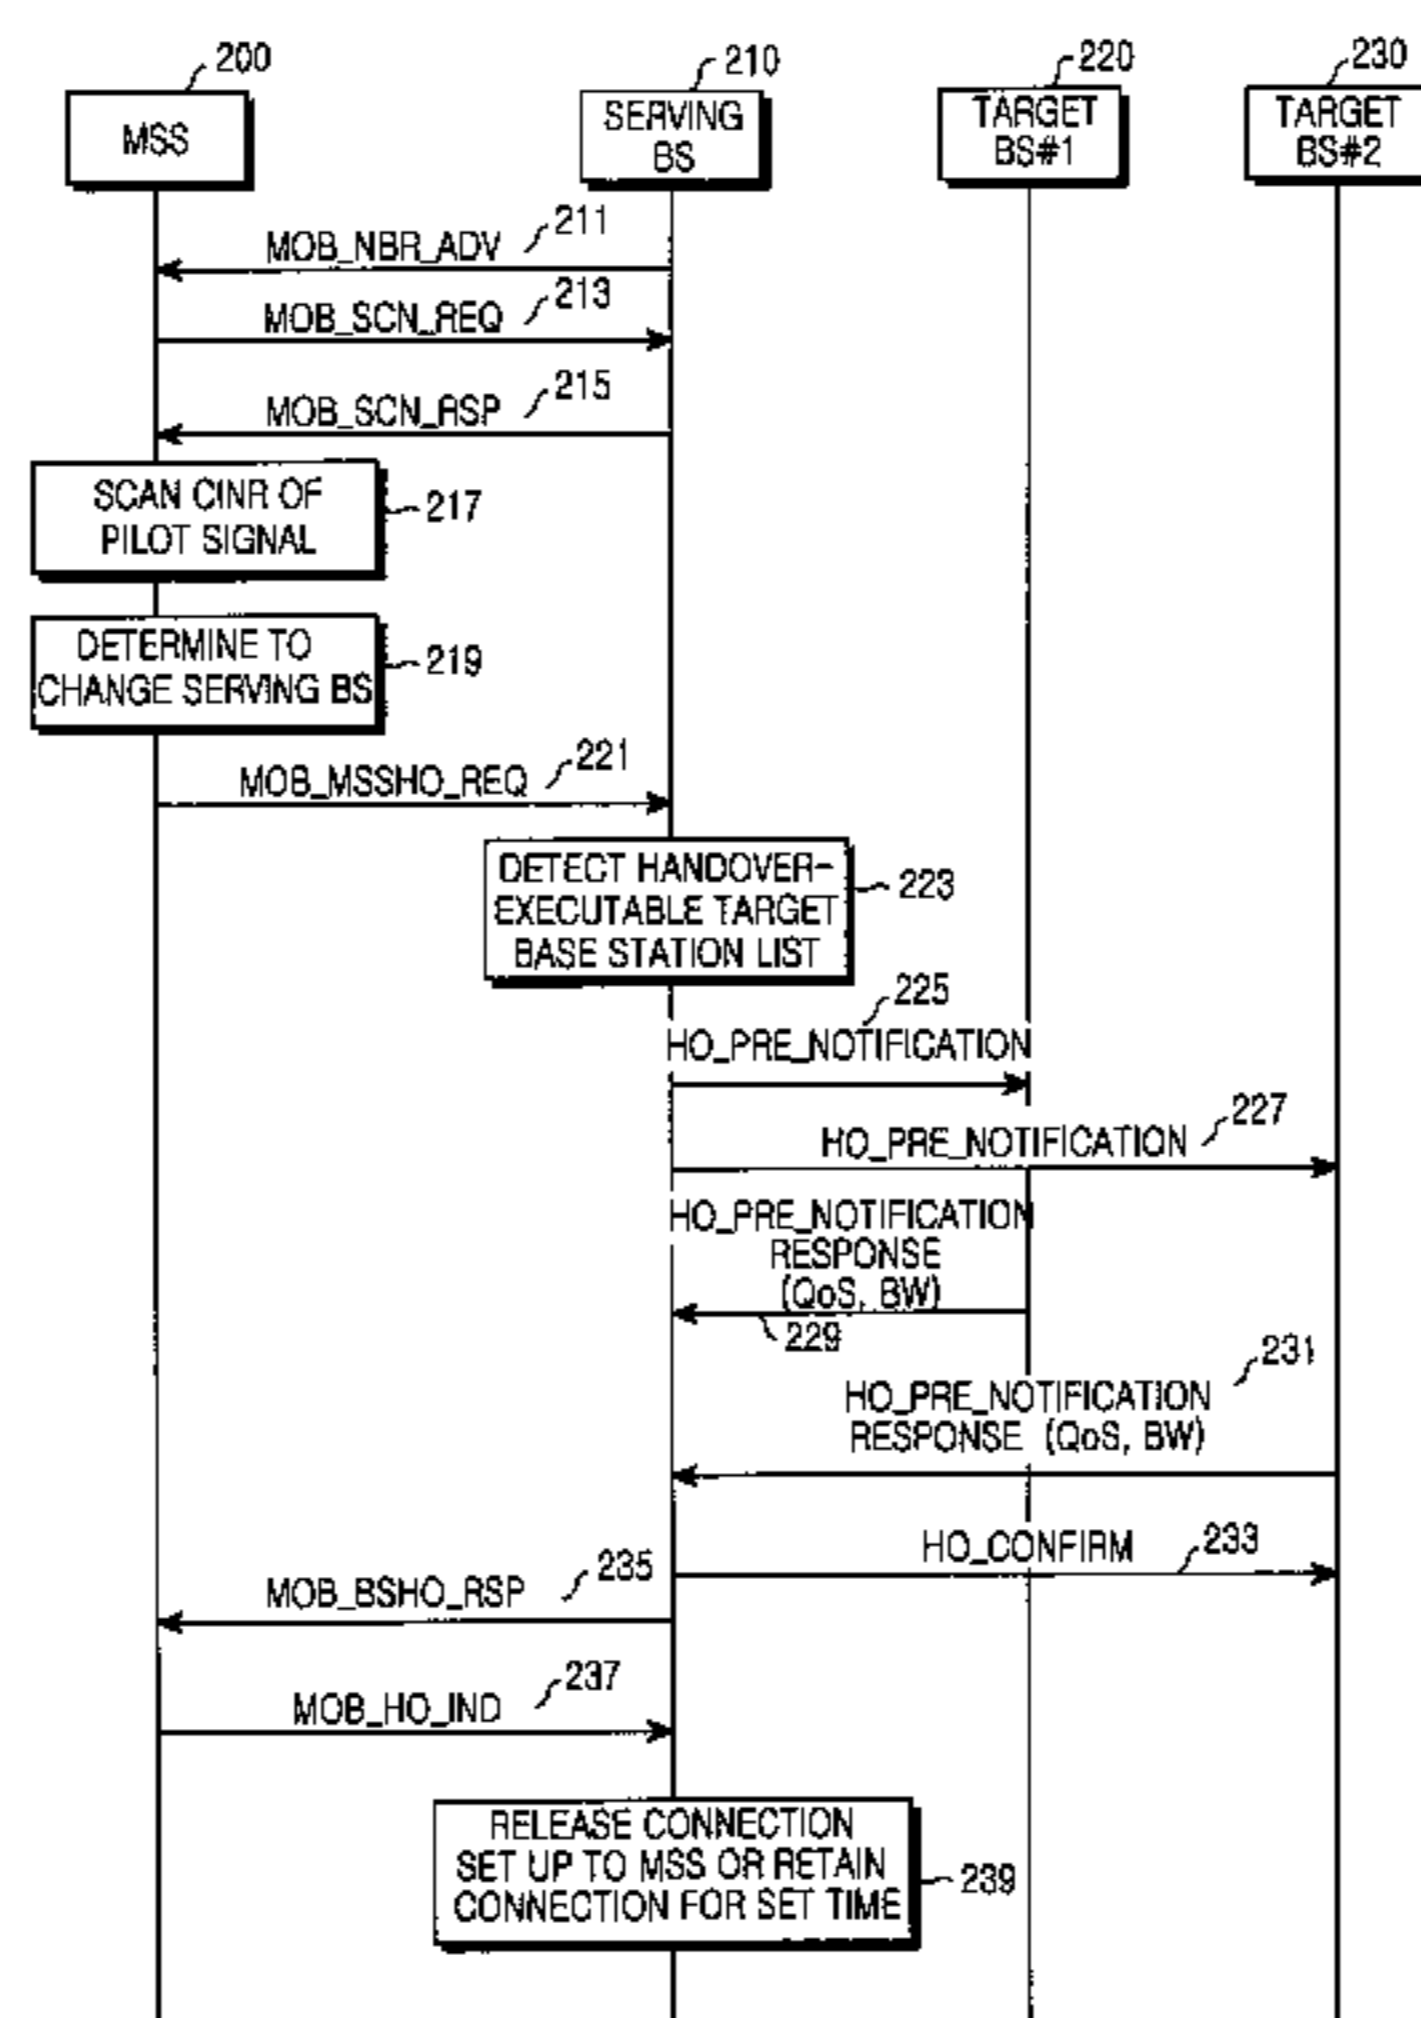 200
210
220
230
MSS
SERVING
BS
TARGET
BS#1
TARGET
BS#2
MOB_NBR_ADV
211
MOB_SCN_REQ
213
MOB_SCN_RSP
215
SCAN CINR OF
PILOT SIGNAL
217
DETERMINE TO
CHANGE SERVING BS
219
MOB_MSSHO_REQ
221
DETECT HANDOVER-
EXECUTABLE TARGET
BASE STATION LIST
223
225
HO_PRE_NOTIFICATION
HO_PRE_NOTIFICATION
227
HO_PRE_NOTIFICATION
RESPONSE
(QoS, BW)
229
231
HO_PRE_NOTIFICATION
RESPONSE (QoS, BW)
HO_CONFIRM
233
MOB_BSHO_RSP
235
MOB_HO_IND
237
RELEASE CONNECTION
SET UP TO MSS OR RETAIN
CONNECTION FOR SET TIME
239